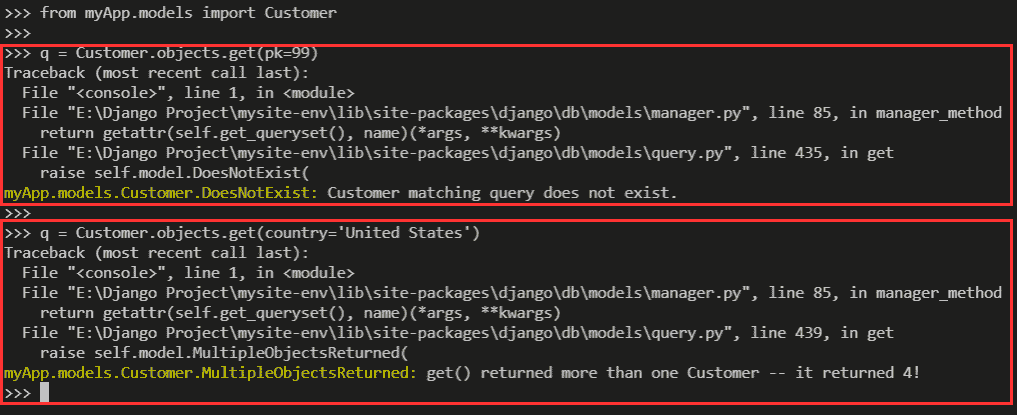 >>> from myApp.models import Customer
>>>
>>> q = Customer.objects.get(pk=99)
Traceback (most recent call last):
  File "<console>", line 1, in <module>
  File "E:\Django Project\mysite-env\lib\site-packages\django\db\models\manager.py", line 85, in manager_method
    return getattr(self.get_queryset(), name)(*args, **kwargs)
  File "E:\Django Project\mysite-env\lib\site-packages\django\db\models\query.py", line 435, in get
    raise self.model.DoesNotExist(
myApp.models.Customer.DoesNotExist: Customer matching query does not exist.
>>>
>>> q = Customer.objects.get(country='United States')
Traceback (most recent call last):
  File "<console>", line 1, in <module>
  File "E:\Django Project\mysite-env\lib\site-packages\django\db\models\manager.py", line 85, in manager_method
    return getattr(self.get_queryset(), name)(*args, **kwargs)
  File "E:\Django Project\mysite-env\lib\site-packages\django\db\models\query.py", line 439, in get
    raise self.model.MultipleObjectsReturned(
myApp.models.Customer.MultipleObjectsReturned: get() returned more than one Customer -- it returned 4!
>>>